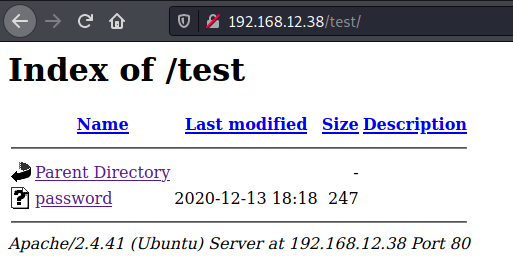 192.168.12.38/test/
Index of /test
Name Last modified Size Description
Parent Directory -
password 2020-12-13 18:18 247
Apache/2.4.41 (Ubuntu) Server at 192.168.12.38 Port 80